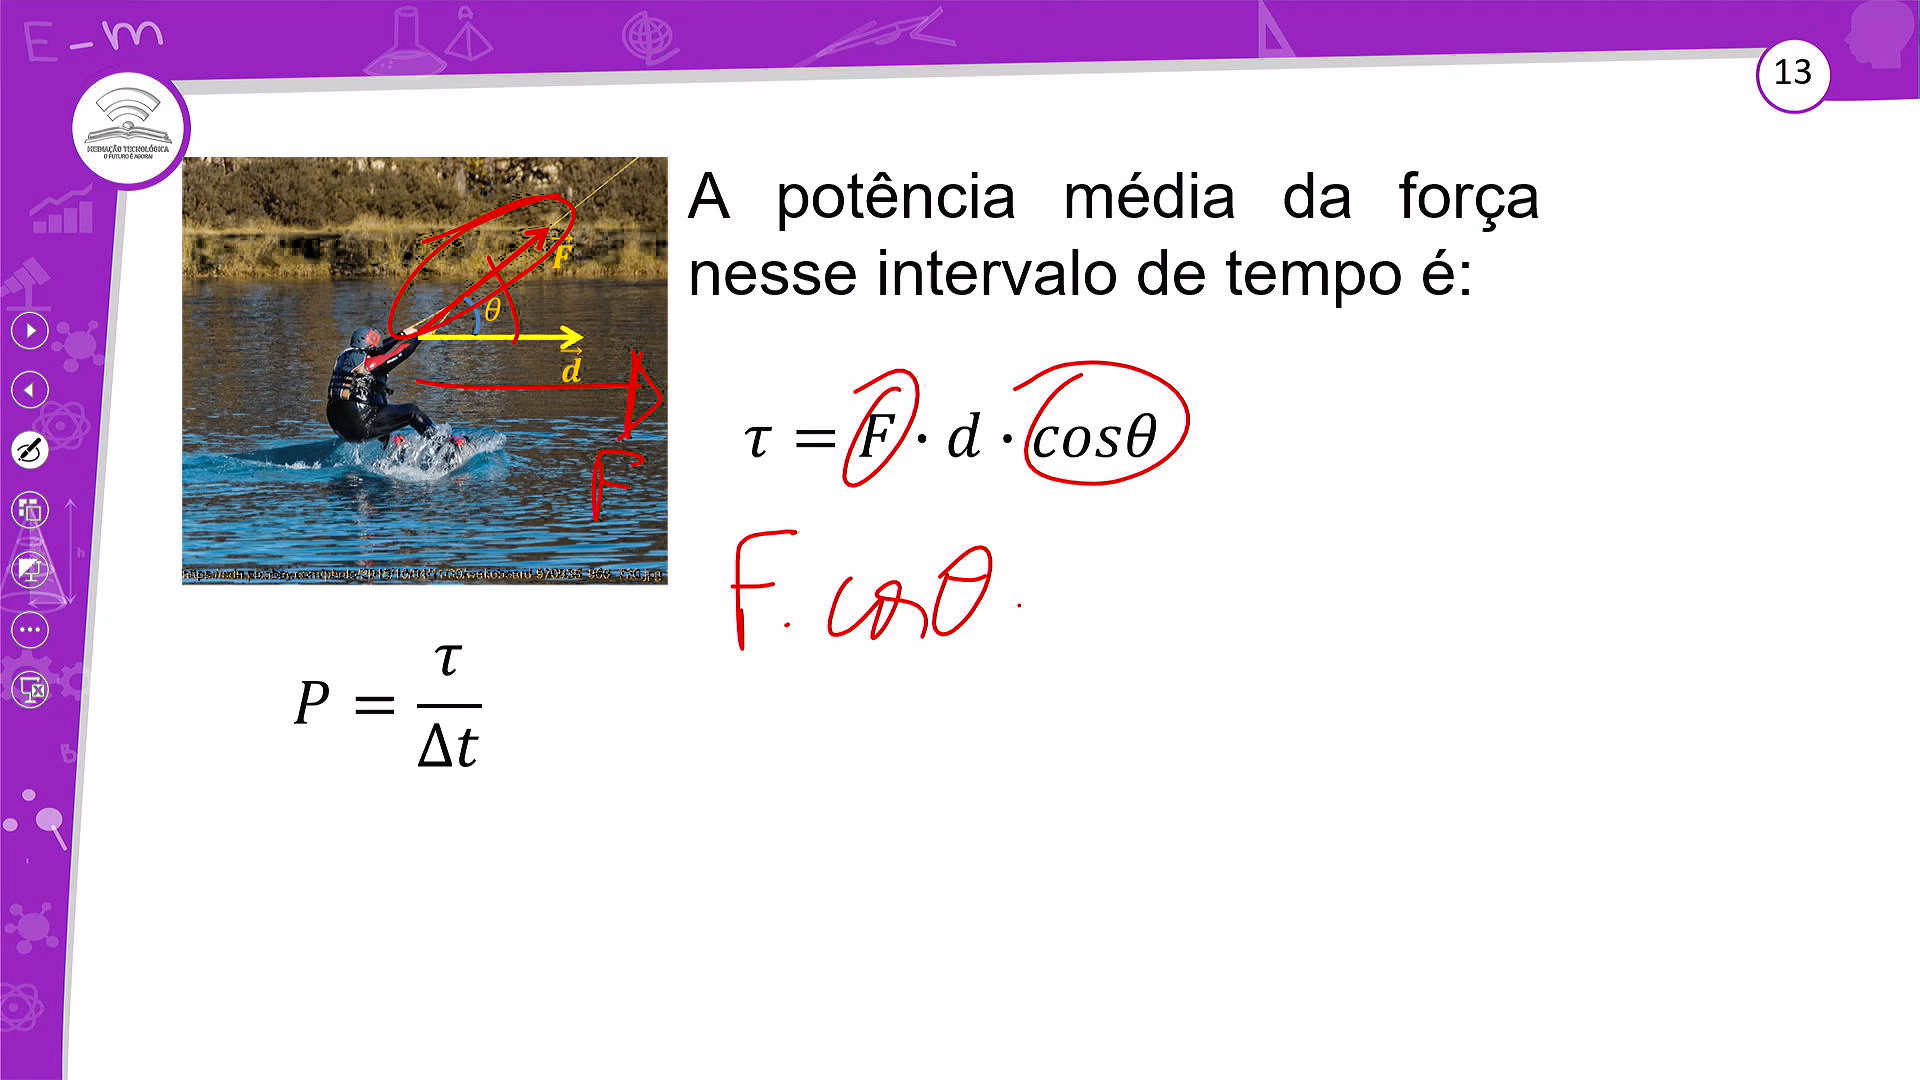 13
MEDIAÇÃO TECNOLÓGICA
O FUTURO É AGORA!
A potência média da força
nesse intervalo de tempo é:
F
θ
d
F
τ = F · d · cosθ
F. cosθ.
P = τ / Δt
h
B